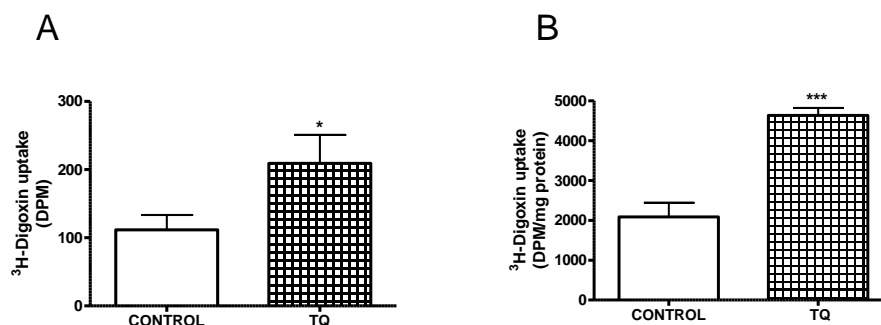 A
³H-Digoxin uptake
(DPM)
300
200
100
0
*
CONTROL
TQ
B
³H-Digoxin uptake
(DPM/mg protein)
5000
4000
3000
2000
1000
0
***
CONTROL
TQ